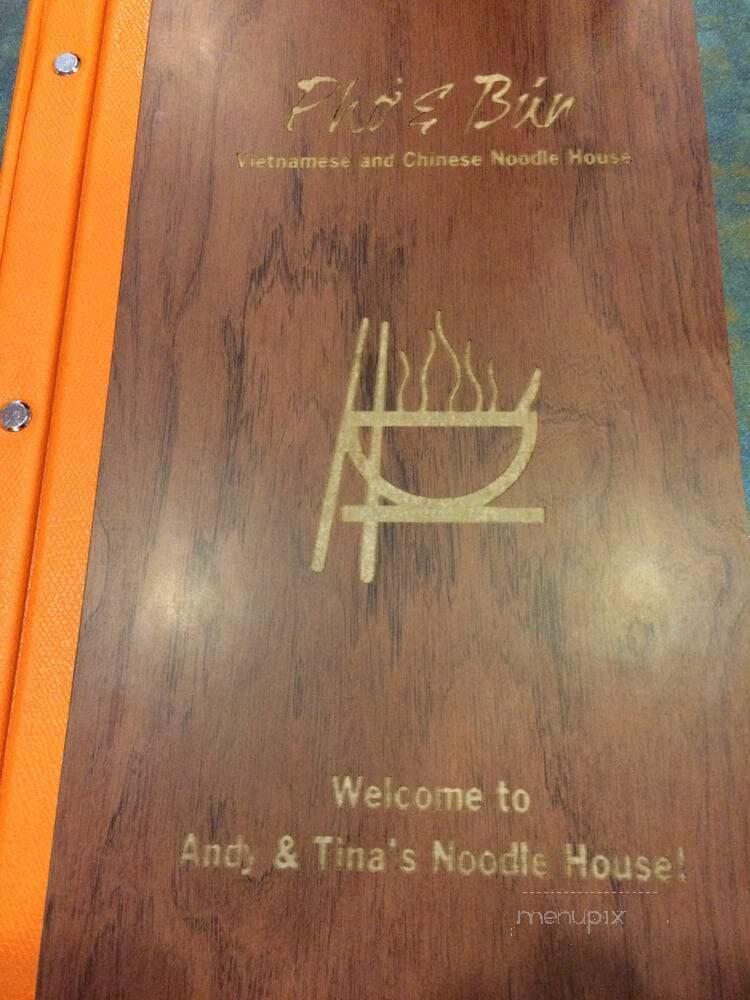 Phở & Bún
Vietnamese and Chinese Noodle House
Welcome to
Andy & Tina's Noodle House!
menupix